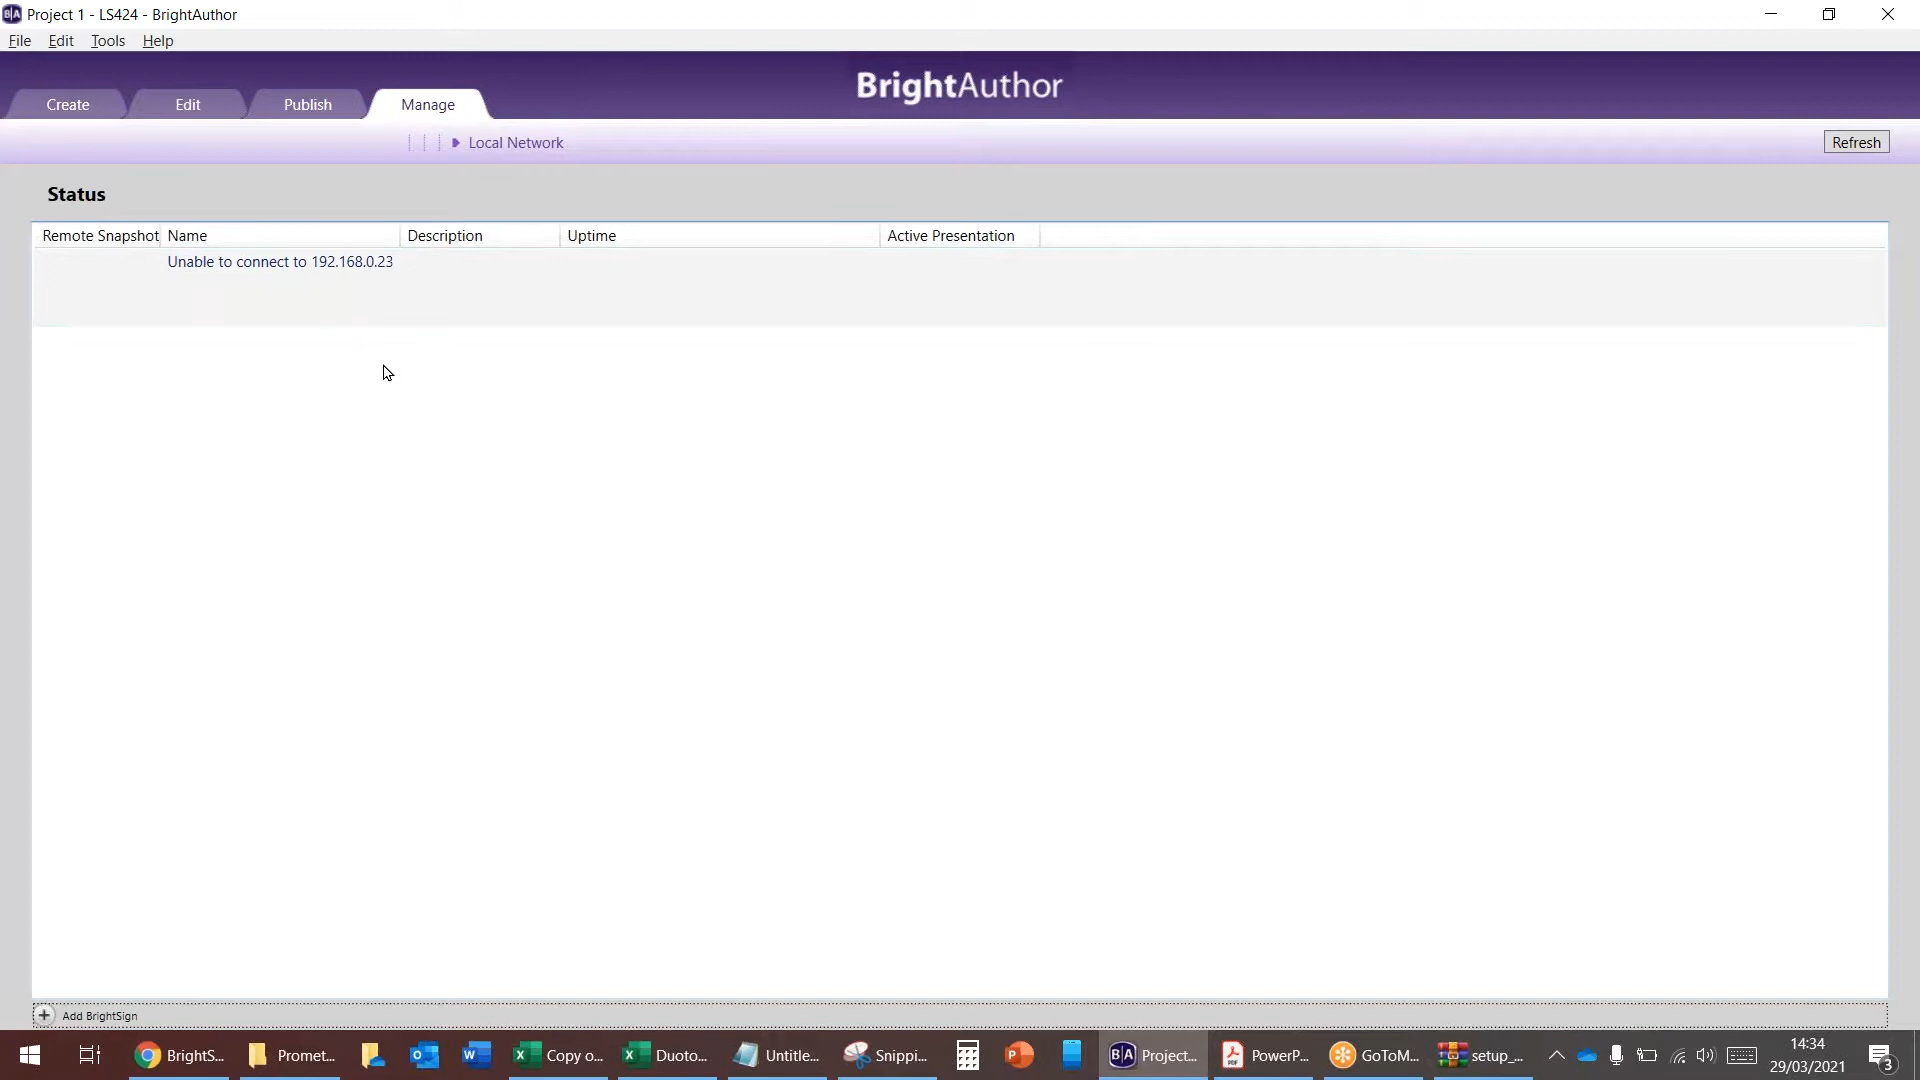 Project 1 - LS424 - BrightAuthor
File Edit Tools Help
BrightAuthor
Create Edit Publish Manage
Local Network Refresh
Status
Remote Snapshot Name Description Uptime Active Presentation
Unable to connect to 192.168.0.23
Add BrightSign
BrightS... Promet... Copy o... Duoto... Untitle... Snippi... B|A Project... PowerP... GoToM... setup_...
14:34
29/03/2021
3